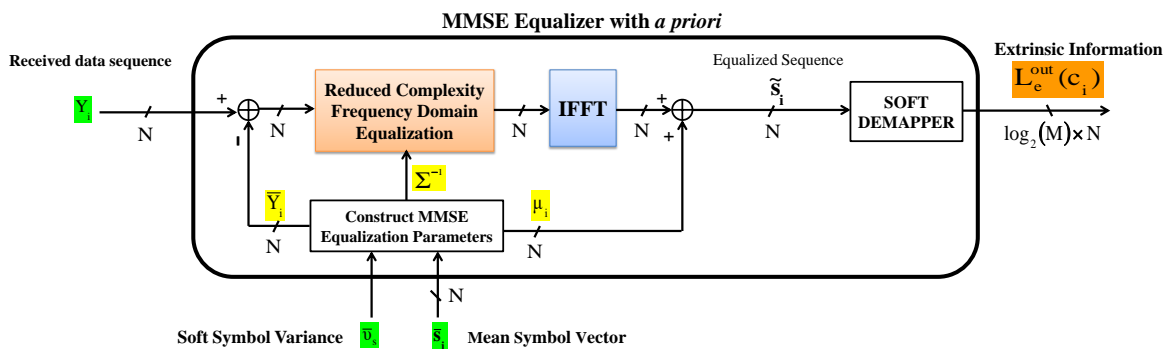 MMSE Equalizer with a priori
Received data sequence
Equalized Sequence
Extrinsic Information
Y_i
+
-
N
N
Reduced Complexity
Frequency Domain
Equalization
N
IFFT
N
+
+
s̃_i
N
SOFT
DEMAPPER
L_e^out(c_i)
log_2(M)×N
Σ^-1
Ȳ_i
N
Construct MMSE
Equalization Parameters
μ_i
N
N
Soft Symbol Variance
ῡ_s
s̄_i
Mean Symbol Vector